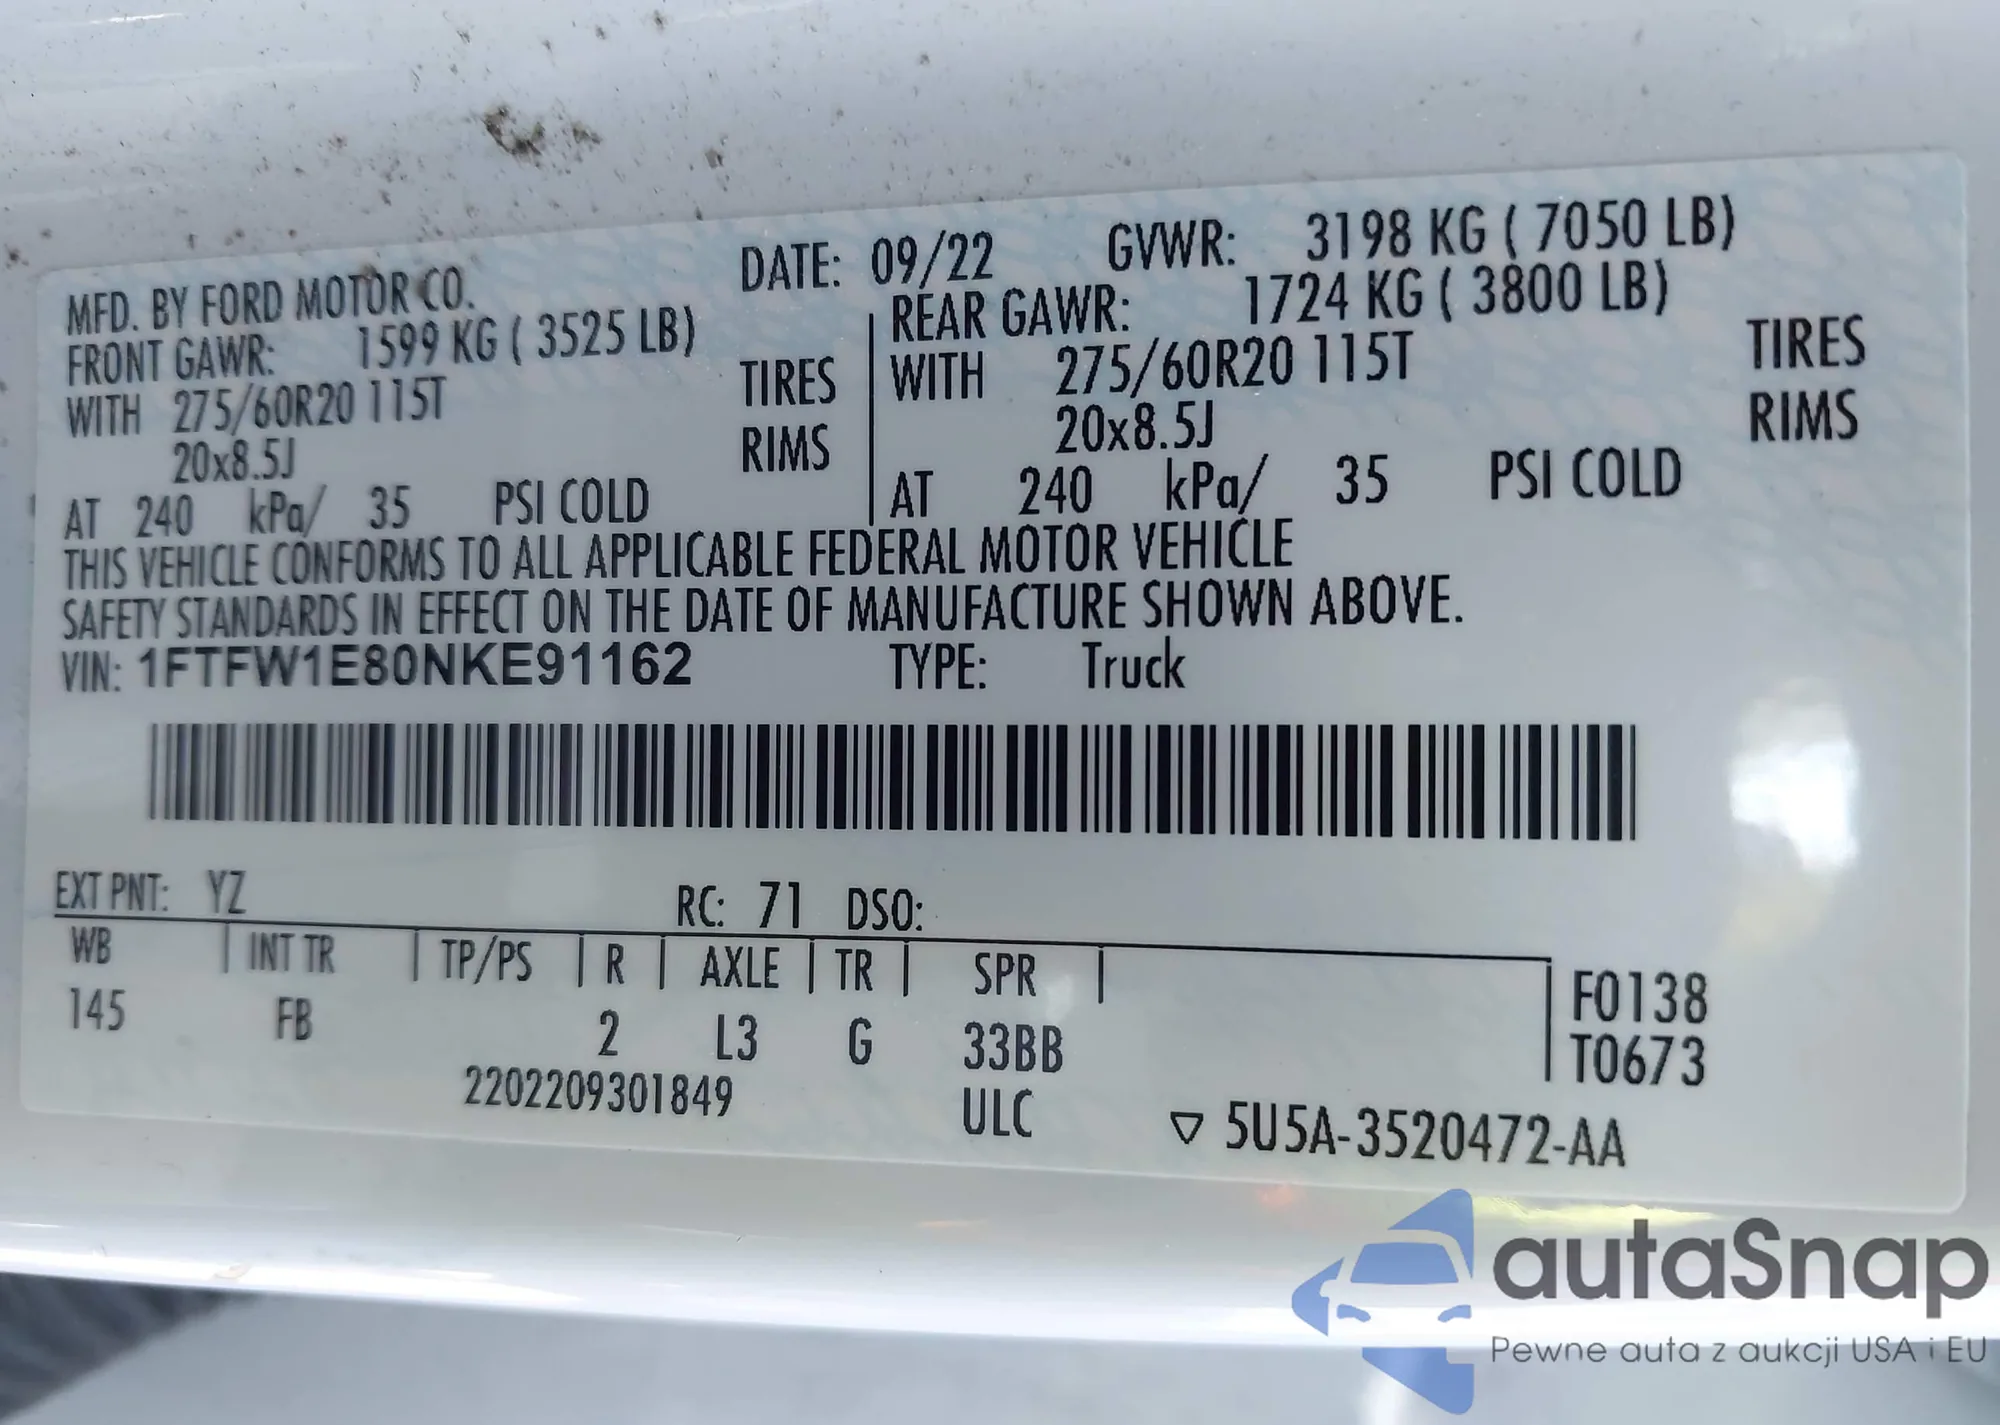 MFD. BY FORD MOTOR CO. DATE: 09/22 GVWR: 3198 KG ( 7050 LB)
FRONT GAWR: 1599 KG ( 3525 LB) REAR GAWR: 1724 KG ( 3800 LB)
WITH 275/60R20 115T TIRES WITH 275/60R20 115T TIRES
20x8.5J RIMS 20x8.5J RIMS
AT 240 kPa/ 35 PSI COLD AT 240 kPa/ 35 PSI COLD
THIS VEHICLE CONFORMS TO ALL APPLICABLE FEDERAL MOTOR VEHICLE
SAFETY STANDARDS IN EFFECT ON THE DATE OF MANUFACTURE SHOWN ABOVE.
VIN: 1FTFW1E80NKE91162 TYPE: Truck
EXT PNT: YZ RC: 71 DSO:
WB INT TR TP/PS R AXLE TR SPR F0138
145 FB 2 L3 G 33BB T0673
2202209301849 ULC ▽ 5U5A-3520472-AA
autaSnap
Pewne auta z aukcji USA i EU